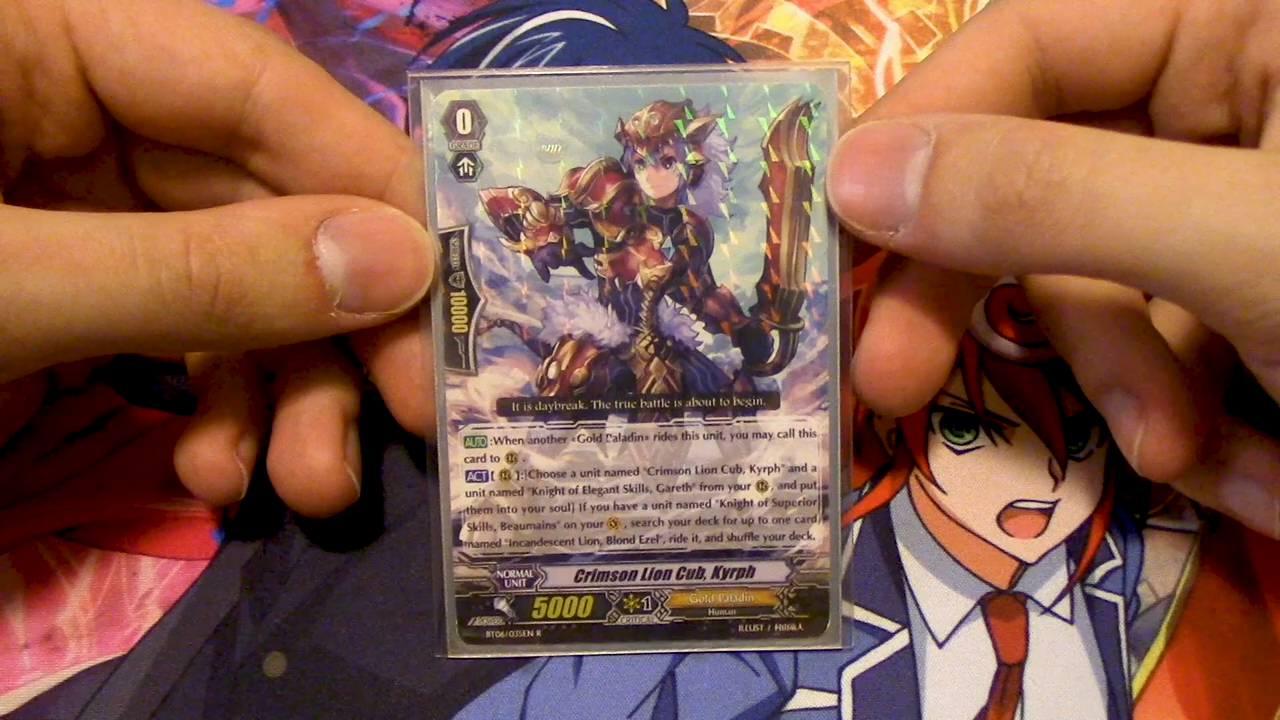 0
GRADE
10000
It is daybreak. The true battle is about to begin.
AUTO :When another «Gold Paladin» rides this unit, you may call this
card to .
ACT [ ]:[Choose a unit named "Crimson Lion Cub, Kyrph" and a
unit named "Knight of Elegant Skills, Gareth" from your , and put
them into your soul] If you have a unit named "Knight of Superior
Skills, Beaumains" on your , search your deck for up to one card
named "Incandescent Lion, Blond Ezel", ride it, and shuffle your deck.
NORMAL
UNIT
Crimson Lion Cub, Kyrph
POWER
5000
1
CRITICAL
Gold Paladin
Human
BT06/035EN R
ILLUST /